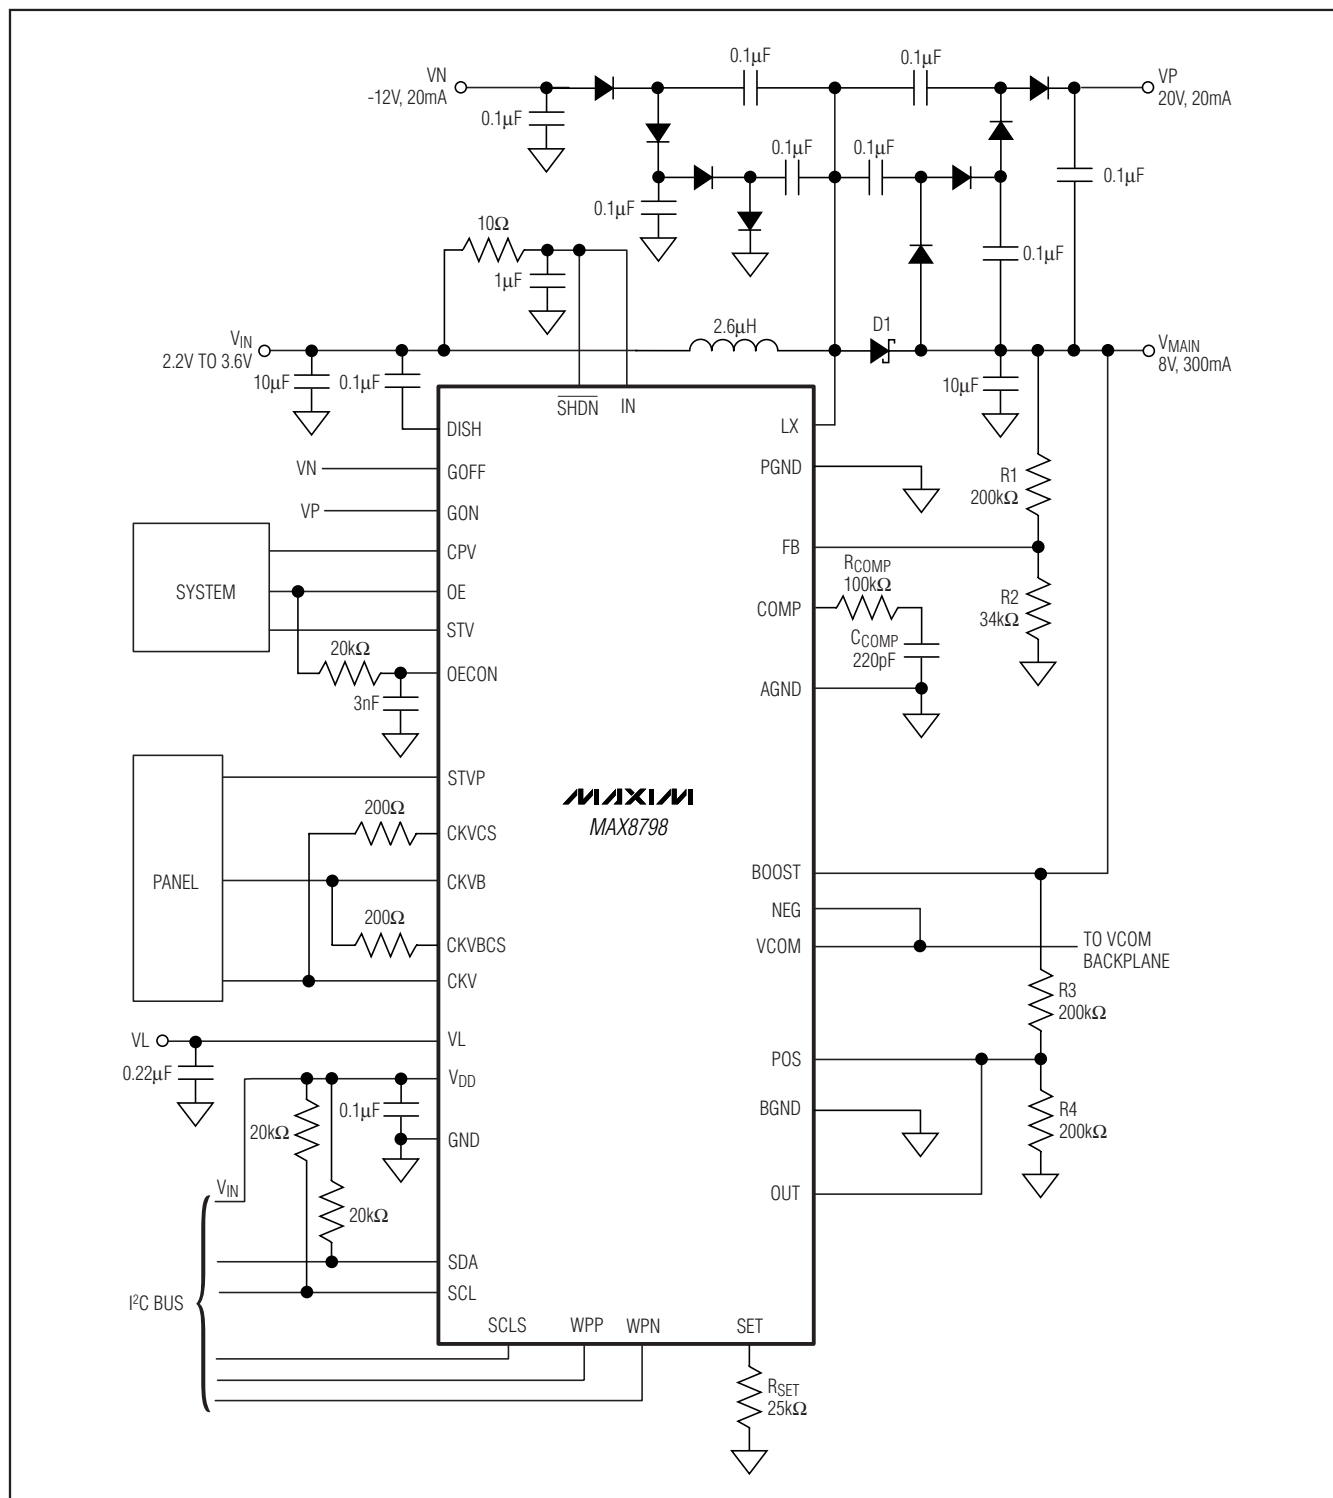 0.1μF
0.1μF
VN
-12V, 20mA
VP
20V, 20mA
0.1μF
0.1μF
0.1μF
0.1μF
0.1μF
10Ω
0.1μF
1μF
2.6μH
D1
VIN
2.2V TO 3.6V
VMAIN
8V, 300mA
10μF
0.1μF
10μF
SHDN
IN
DISH
LX
GOFF
VN
PGND
R1
200kΩ
VP
GON
CPV
FB
SYSTEM
OE
RCOMP
100kΩ
COMP
R2
34kΩ
STV
20kΩ
CCOMP
220pF
OECON
3nF
AGND
STVP
MAXIM
MAX8798
200Ω
CKVCS
PANEL
CKVB
BOOST
NEG
200Ω
CKVBCS
VCOM
TO VCOM
BACKPLANE
CKV
R3
200kΩ
VL
VL
POS
0.22μF
VDD
0.1μF
BGND
R4
200kΩ
20kΩ
GND
VIN
OUT
20kΩ
SDA
SCL
I²C BUS
SCLS
WPP
WPN
SET
RSET
25kΩ